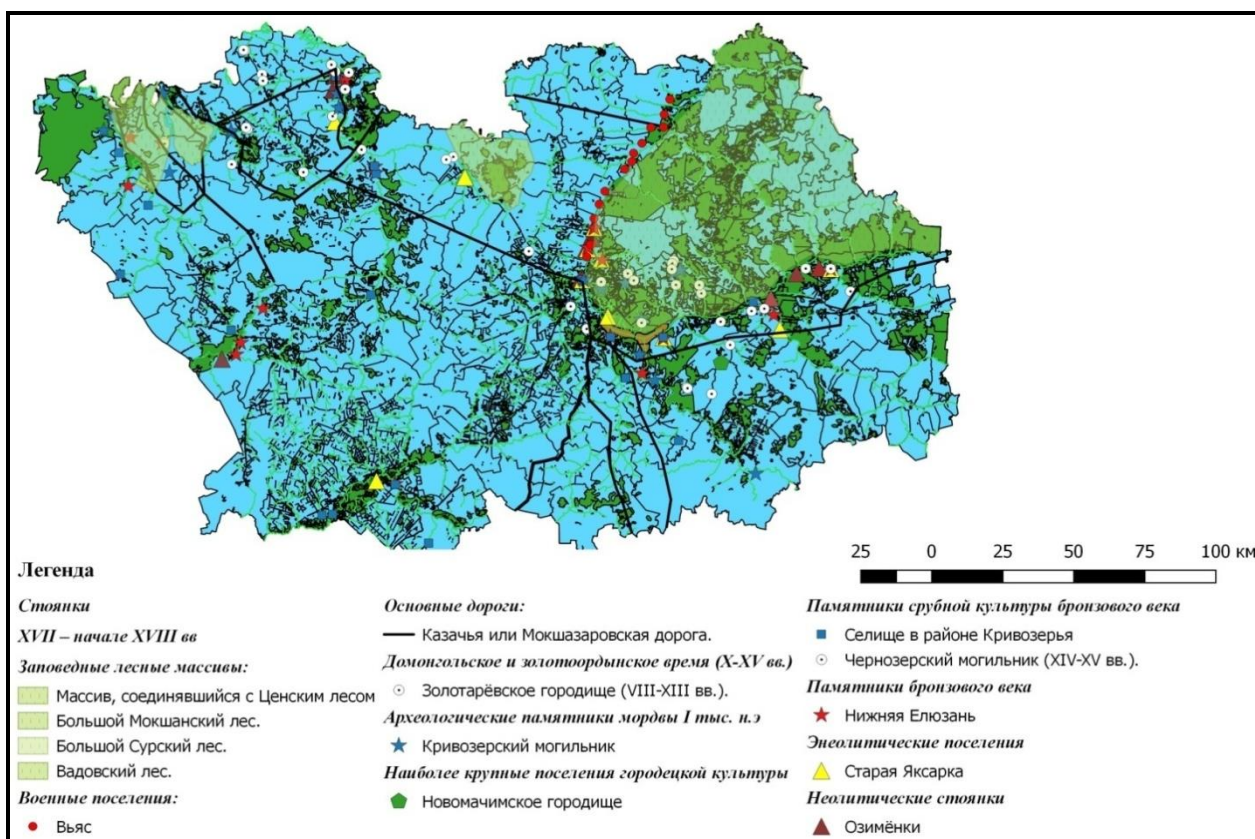 25 0 25 50 75 100 км
Легенда
Стоянки
XVII – начале XVIII вв
Заповедные лесные массивы:
Массив, соединявшийся с Ценским лесом
Большой Мокшанский лес.
Большой Сурский лес.
Вадовский лес.
Военные поселения:
Вьяс
Основные дороги:
Казачья или Мокшазаровская дорога.
Домонгольское и золотоордынское время (X-XV вв.)
Золотарёвское городище (VIII-XIII вв.).
Археологические памятники мордвы I тыс. н.э
Кривозерский могильник
Наиболее крупные поселения городецкой культуры
Новомачимское городище
Памятники срубной культуры бронзового века
Селище в районе Кривозерья
Чернозерский могильник (XIV-XV вв.).
Памятники бронзового века
Нижняя Елюзань
Энеолитические поселения
Старая Яксарка
Неолитические стоянки
Озимёнки